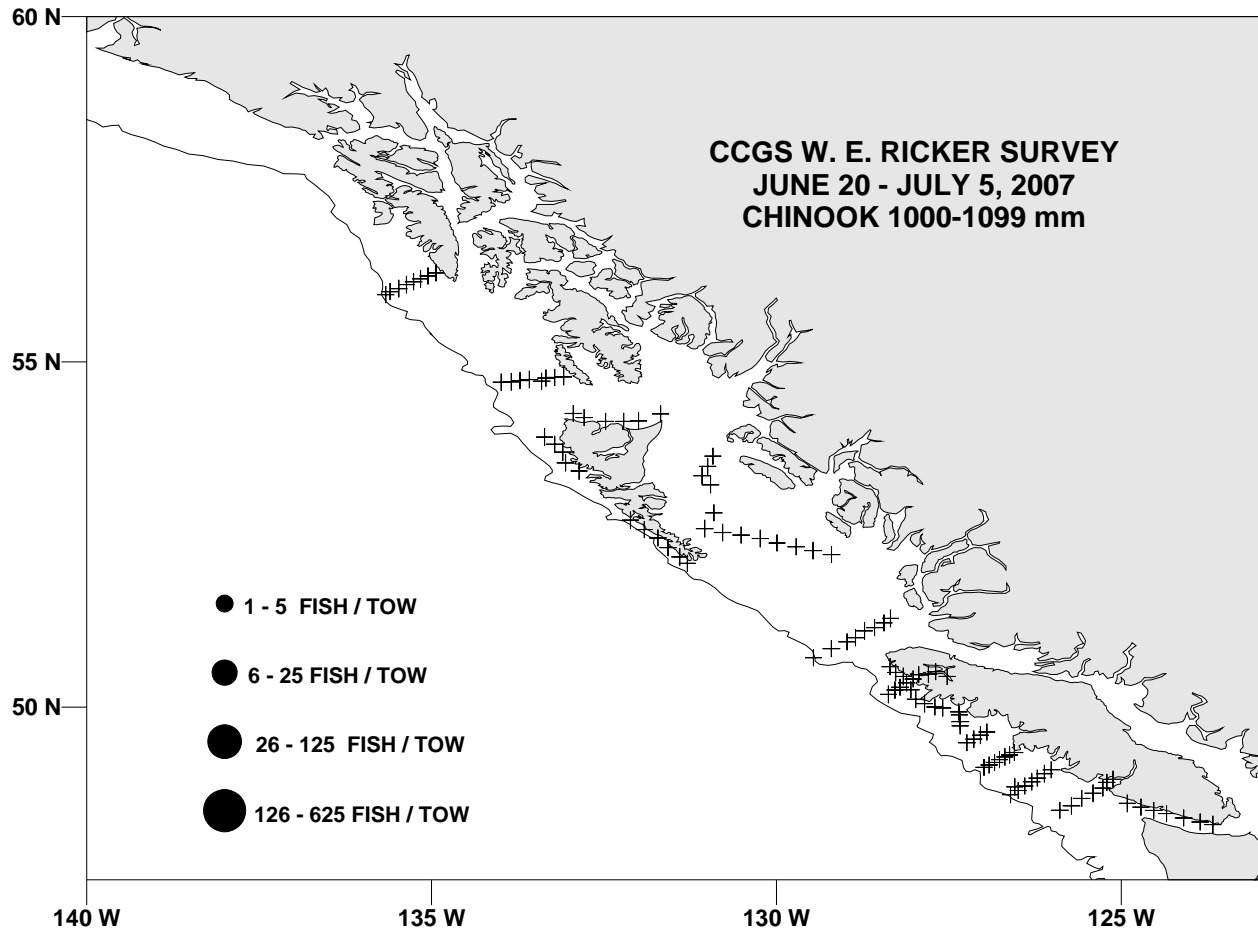 60 N
CCGS W. E. RICKER SURVEY
JUNE 20 - JULY 5, 2007
CHINOOK 1000-1099 mm
55 N
1 - 5 FISH / TOW
6 - 25 FISH / TOW
50 N
26 - 125 FISH / TOW
126 - 625 FISH / TOW
140 W 135 W 130 W 125 W